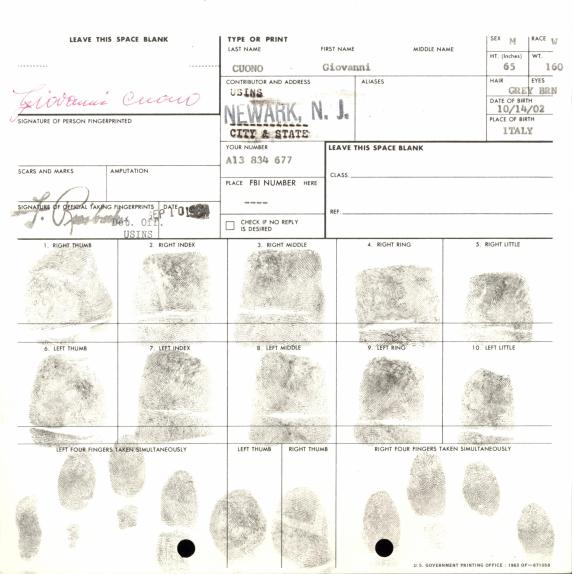 LEAVE THIS SPACE BLANK
Giovanni Cuono
SIGNATURE OF PERSON FINGERPRINTED
SCARS AND MARKS
AMPUTATION
SIGNATURE OF OFFICIAL TAKING FINGERPRINTS
DATE
SEP 10
Det. Off.
USINS
TYPE OR PRINT
LAST NAME FIRST NAME MIDDLE NAME
CUONO Giovanni
CONTRIBUTOR AND ADDRESS
USINS
NEWARK, N. J.
CITY & STATE
ALIASES
YOUR NUMBER
A13 834 677
PLACE FBI NUMBER HERE
----
CHECK IF NO REPLY
IS DESIRED
SEX M RACE W
HT. (Inches) WT.
65 160
HAIR EYES
GREY BRN
DATE OF BIRTH
10/14/02
PLACE OF BIRTH
ITALY
LEAVE THIS SPACE BLANK
CLASS.
REF.
1. RIGHT THUMB 2. RIGHT INDEX 3. RIGHT MIDDLE 4. RIGHT RING 5. RIGHT LITTLE
6. LEFT THUMB 7. LEFT INDEX 8. LEFT MIDDLE 9. LEFT RING 10. LEFT LITTLE
LEFT FOUR FINGERS TAKEN SIMULTANEOUSLY LEFT THUMB RIGHT THUMB RIGHT FOUR FINGERS TAKEN SIMULTANEOUSLY
U.S. GOVERNMENT PRINTING OFFICE : 1963 OF—671058